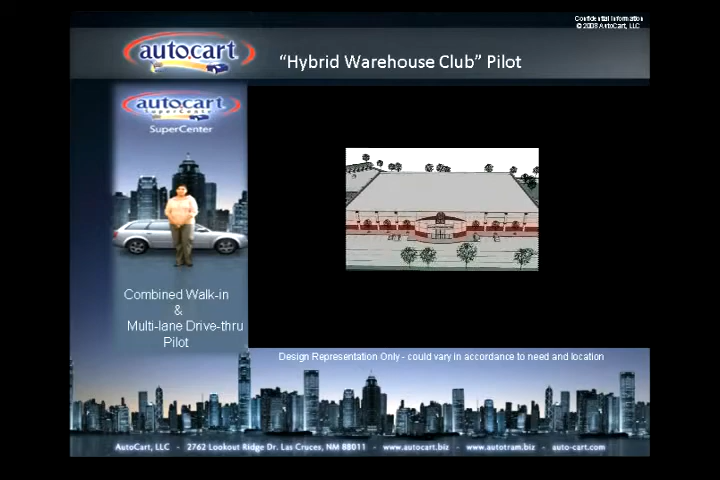 Confidential Information
© 2008 AutoCart, LLC
autocart
"Hybrid Warehouse Club" Pilot
autocart
SuperCenter
SuperCenter
Combined Walk-in
&
Multi-lane Drive-thru
Pilot
Design Representation Only - could vary in accordance to need and location
AutoCart, LLC - 2762 Lookout Ridge Dr. Las Cruces, NM 88011 - www.autocart.biz - www.autotram.biz - auto-cart.com